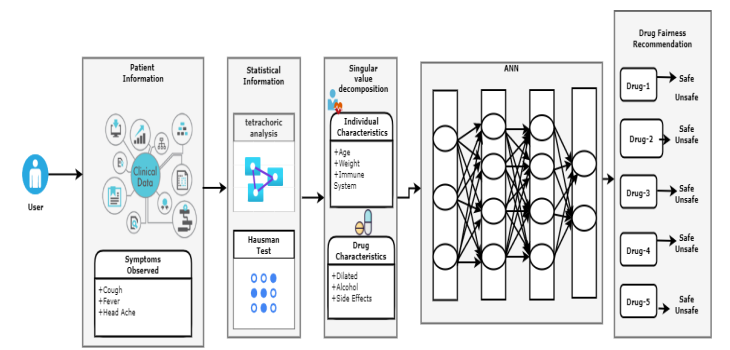 User
Patient
Information
Clinical
Data
Symptoms
Observed
+Cough
+Fever
+Head Ache
Statistical
Information
tetrachoric
analysis
Hausman
Test
Singular
value
decomposition
Individual
Characteristics
+Age
+Weight
+Immune
System
Drug
Characteristics
+Dilated
+Alcohol
+Side Effects
ANN
Drug Fairness
Recommendation
Drug-1
Safe
Unsafe
Drug-2
Safe
Unsafe
Drug-3
Safe
Unsafe
Drug-4
Safe
Unsafe
Drug-5
Safe
Unsafe